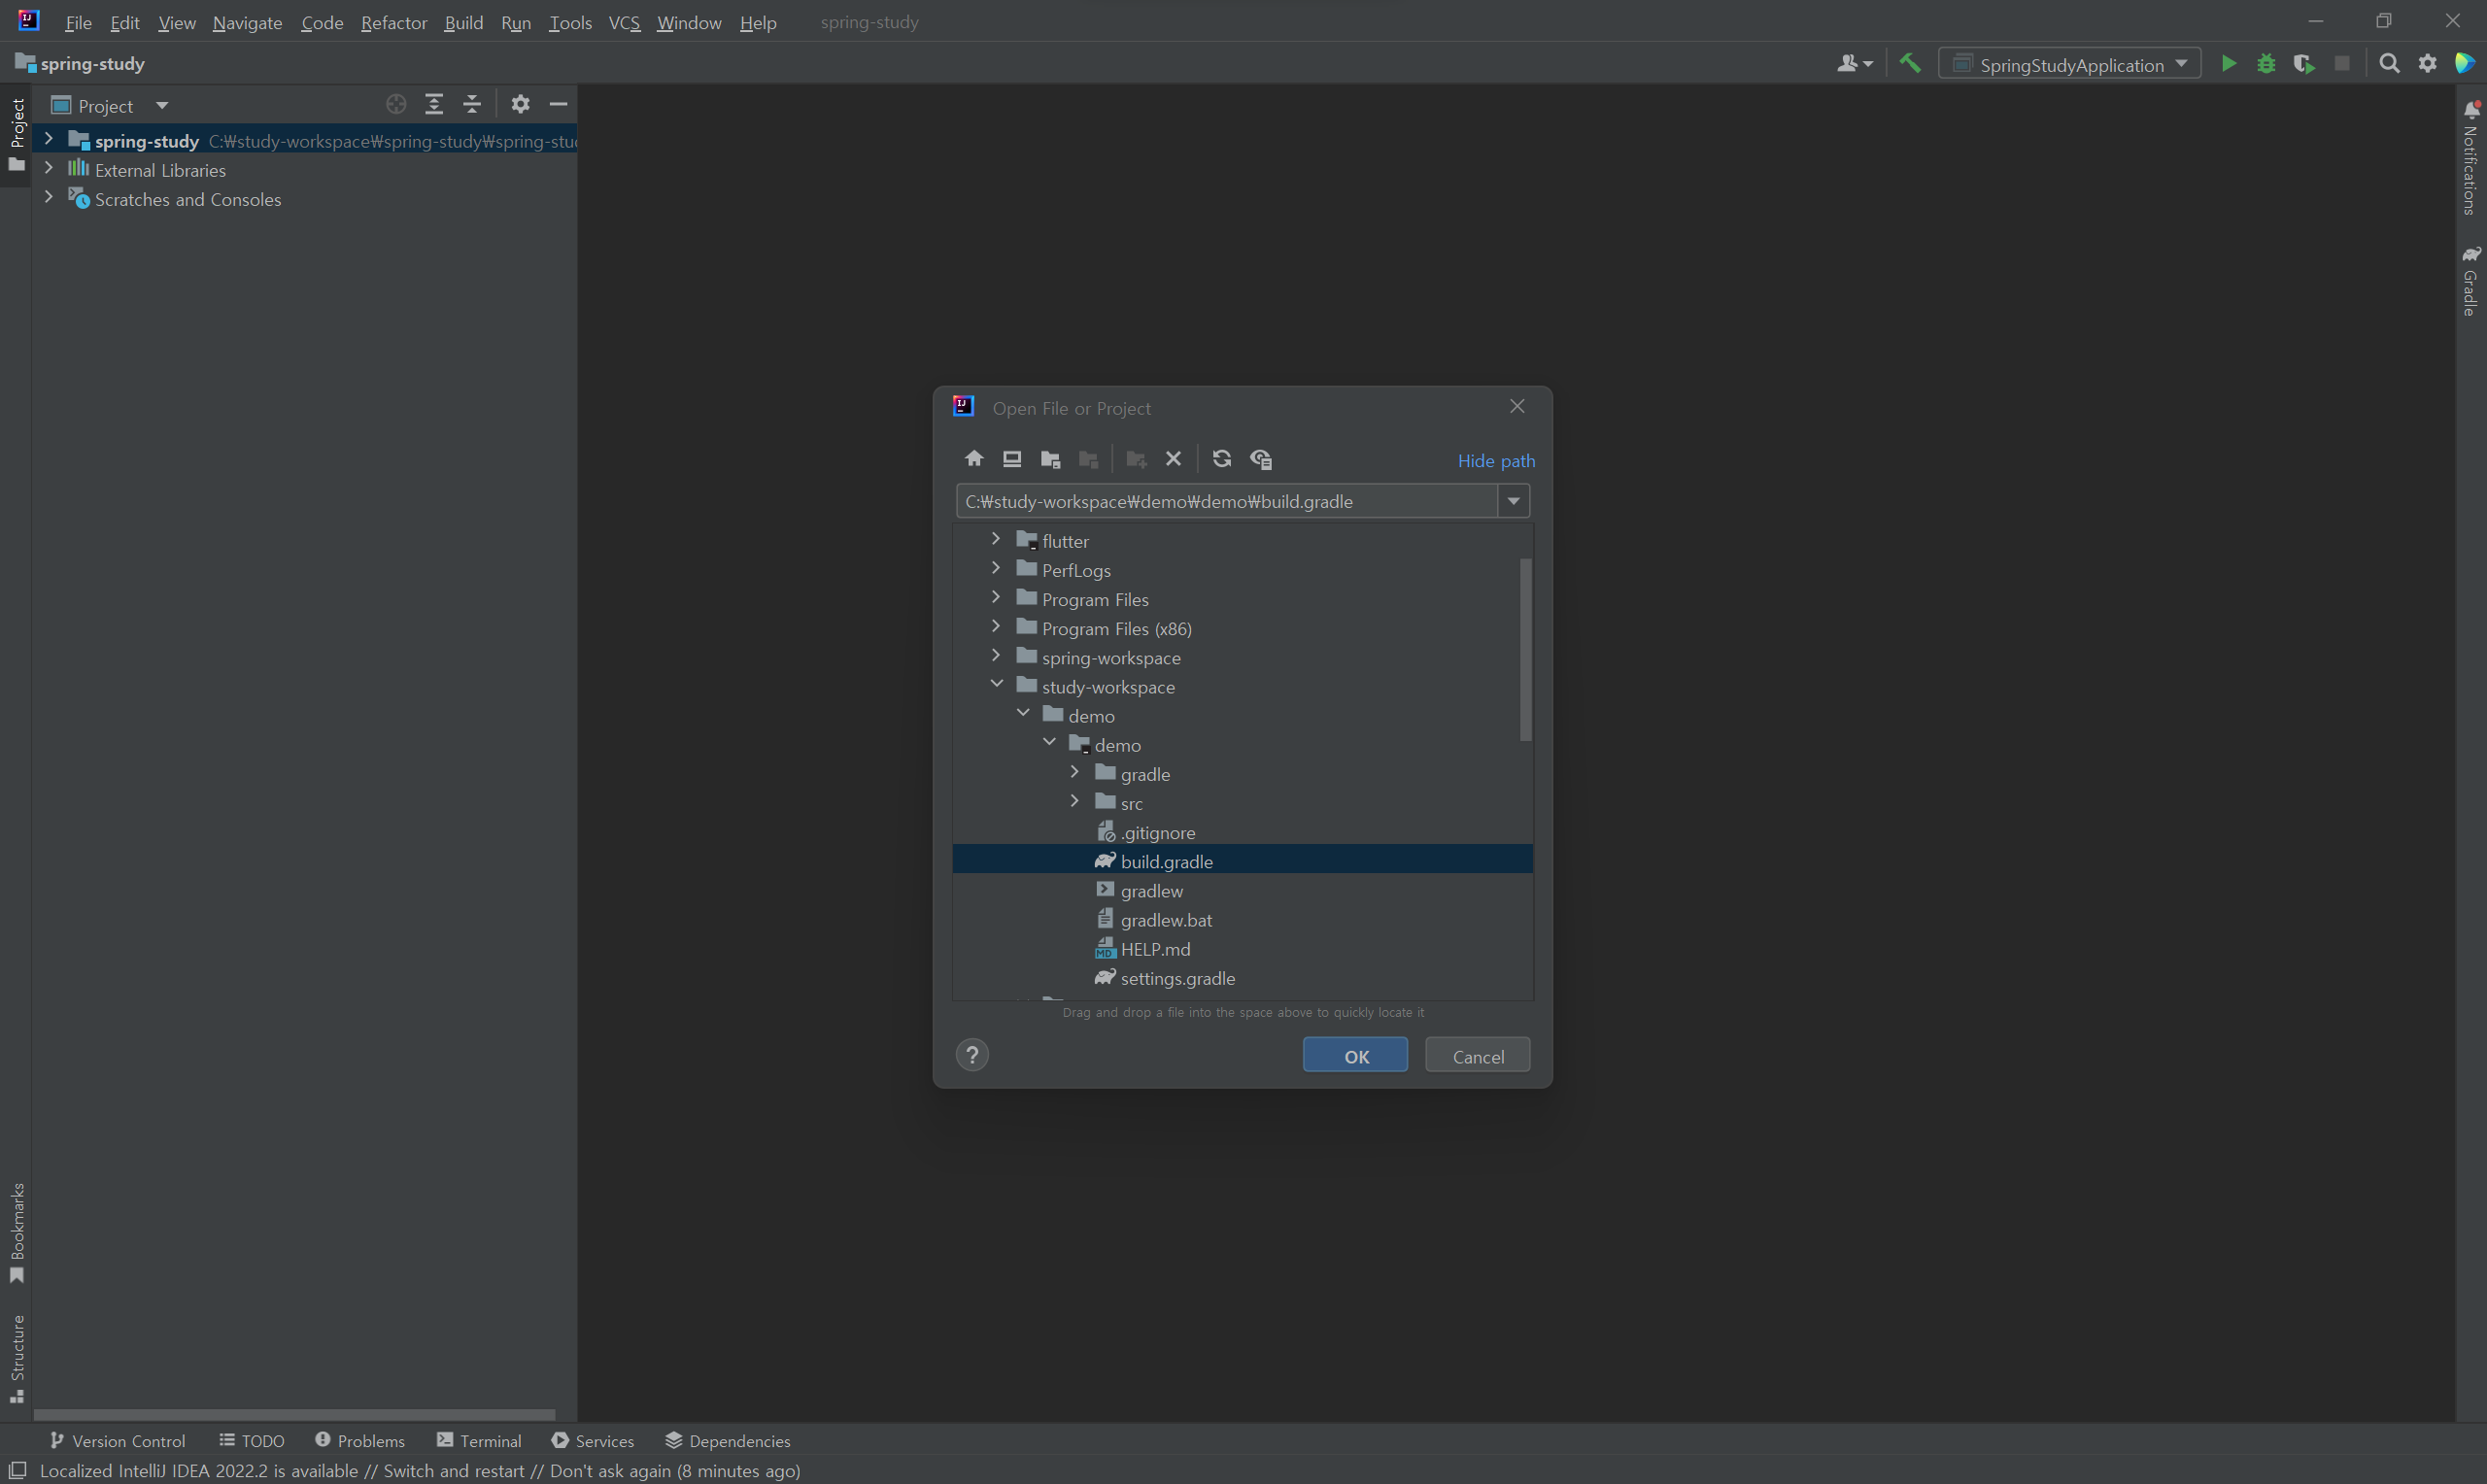 File Edit View Navigate Code Refactor Build Run Tools VCS Window Help spring-study
spring-study
SpringStudyApplication
Project
Project
spring-study C:₩study-workspace₩spring-study₩spring-stu
External Libraries
Scratches and Consoles
Notifications
Gradle
Open File or Project
Hide path
C:₩study-workspace₩demo₩demo₩build.gradle
flutter
PerfLogs
Program Files
Program Files (x86)
spring-workspace
study-workspace
demo
demo
gradle
src
.gitignore
build.gradle
gradlew
gradlew.bat
HELP.md
settings.gradle
Drag and drop a file into the space above to quickly locate it
? OK Cancel
Bookmarks
Structure
Version Control TODO Problems Terminal Services Dependencies
Localized IntelliJ IDEA 2022.2 is available // Switch and restart // Don't ask again (8 minutes ago)